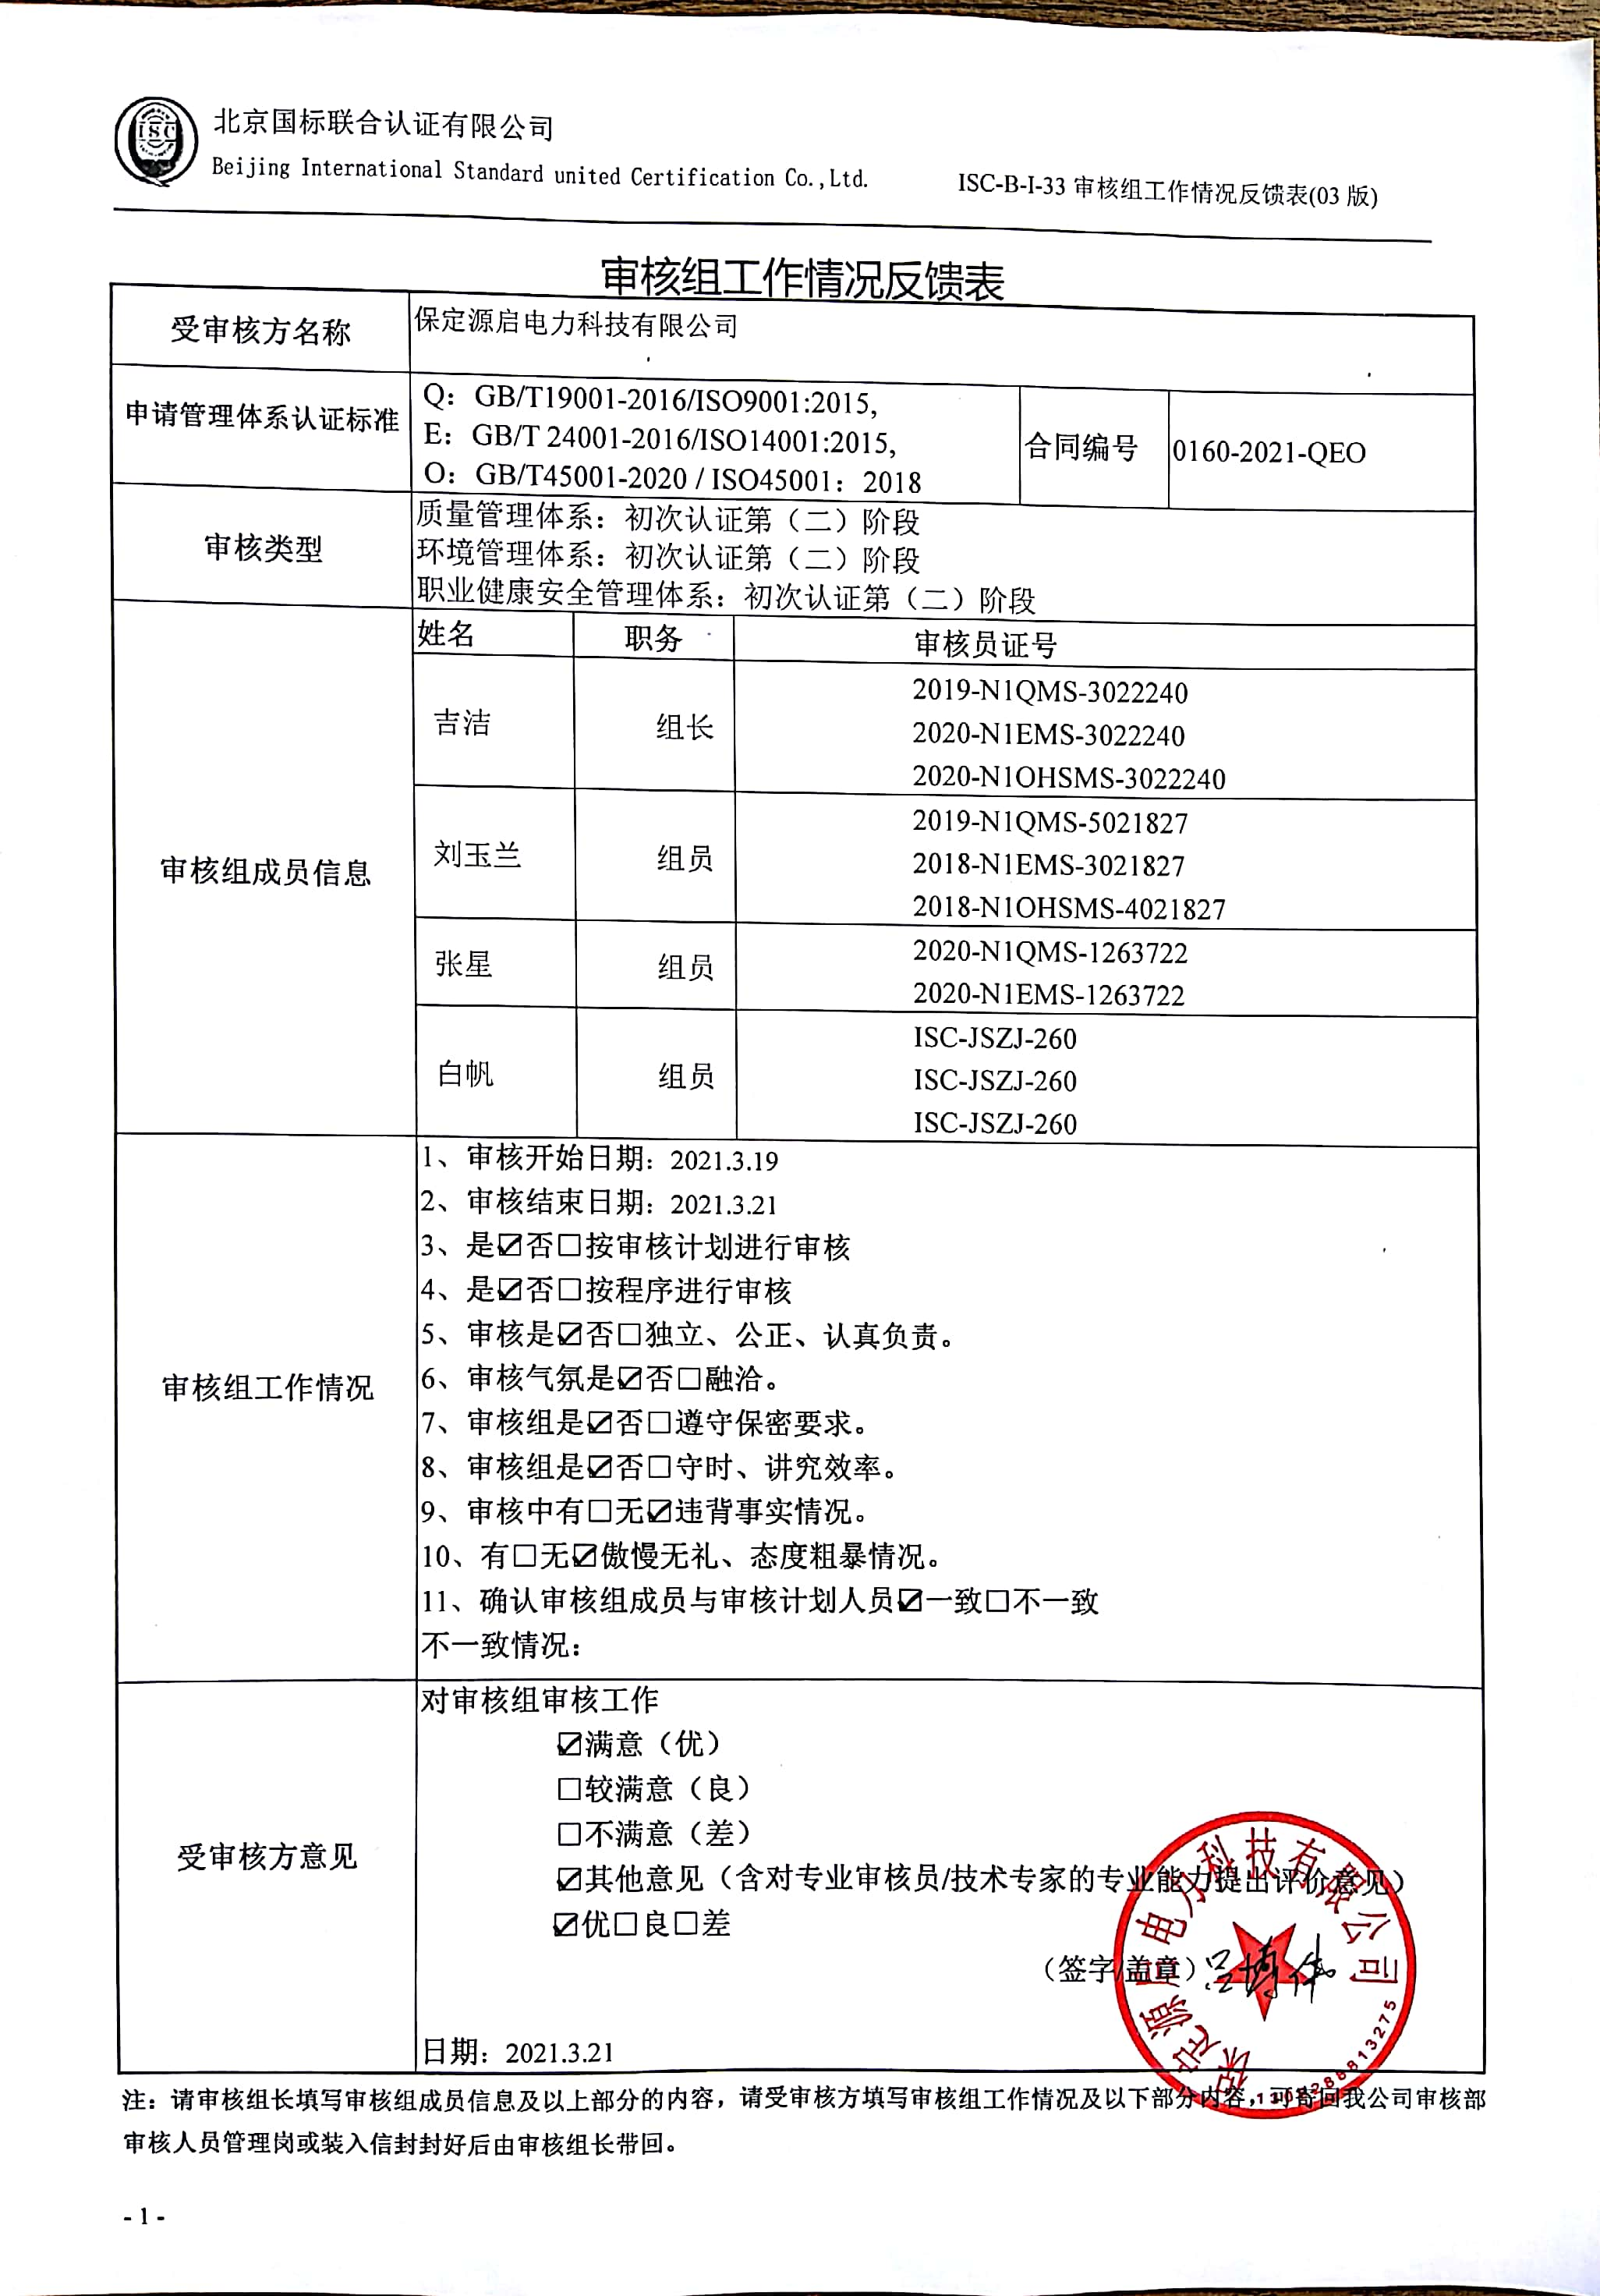 ISC
北京国标联合认证有限公司
Beijing International Standard united Certification Co.,Ltd.
ISC-B-I-33 审核组工作情况反馈表(03 版)
审核组工作情况反馈表
受审核方名称
保定源启电力科技有限公司
申请管理体系认证标准
Q：GB/T19001-2016/ISO9001:2015,
E：GB/T 24001-2016/ISO14001:2015,
O：GB/T45001-2020 / ISO45001：2018
合同编号
0160-2021-QEO
审核类型
质量管理体系：初次认证第（二）阶段
环境管理体系：初次认证第（二）阶段
职业健康安全管理体系：初次认证第（二）阶段
审核组成员信息
姓名 职务 审核员证号
吉洁 组长
2019-N1QMS-3022240
2020-N1EMS-3022240
2020-N1OHSMS-3022240
刘玉兰 组员
2019-N1QMS-5021827
2018-N1EMS-3021827
2018-N1OHSMS-4021827
张星 组员
2020-N1QMS-1263722
2020-N1EMS-1263722
白帆 组员
ISC-JSZJ-260
ISC-JSZJ-260
ISC-JSZJ-260
审核组工作情况
1、审核开始日期：2021.3.19
2、审核结束日期：2021.3.21
3、是☑否□按审核计划进行审核
4、是☑否□按程序进行审核
5、审核是☑否□独立、公正、认真负责。
6、审核气氛是☑否□融洽。
7、审核组是☑否□遵守保密要求。
8、审核组是☑否□守时、讲究效率。
9、审核中有□无☑违背事实情况。
10、有□无☑傲慢无礼、态度粗暴情况。
11、确认审核组成员与审核计划人员☑一致□不一致
不一致情况：
受审核方意见
对审核组审核工作
☑满意（优）
□较满意（良）
□不满意（差）
☑其他意见（含对专业审核员/技术专家的专业能力提出评价意见）
☑优□良□差
（签字/盖章）
保定源启电力科技有限公司
日期：2021.3.21
注：请审核组长填写审核组成员信息及以上部分的内容，请受审核方填写审核组工作情况及以下部分内容，可寄回我公司审核部
审核人员管理岗或装入信封封好后由审核组长带回。
- 1 -